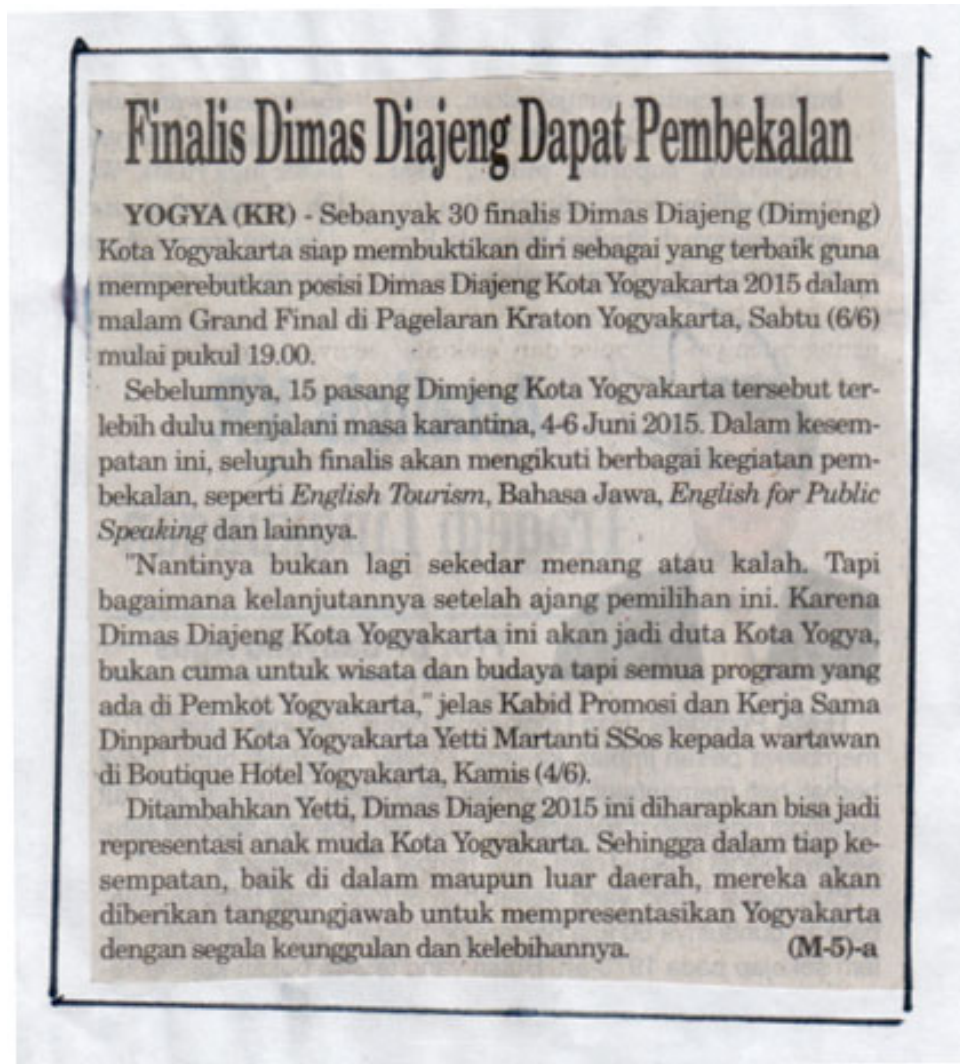 Finalis Dimas Diajeng Dapat Pembekalan
YOGYA (KR) - Sebanyak 30 finalis Dimas Diajeng (Dimjeng)
Kota Yogyakarta siap membuktikan diri sebagai yang terbaik guna
memperebutkan posisi Dimas Diajeng Kota Yogyakarta 2015 dalam
malam Grand Final di Pagelaran Kraton Yogyakarta, Sabtu (6/6)
mulai pukul 19.00.
Sebelumnya, 15 pasang Dimjeng Kota Yogyakarta tersebut ter-
lebih dulu menjalani masa karantina, 4-6 Juni 2015. Dalam kesem-
patan ini, seluruh finalis akan mengikuti berbagai kegiatan pem-
bekalan, seperti English Tourism, Bahasa Jawa, English for Public
Speaking dan lainnya.
"Nantinya bukan lagi sekedar menang atau kalah. Tapi
bagaimana kelanjutannya setelah ajang pemilihan ini. Karena
Dimas Diajeng Kota Yogyakarta ini akan jadi duta Kota Yogya,
bukan cuma untuk wisata dan budaya tapi semua program yang
ada di Pemkot Yogyakarta," jelas Kabid Promosi dan Kerja Sama
Dinparbud Kota Yogyakarta Yetti Martanti SSos kepada wartawan
di Boutique Hotel Yogyakarta, Kamis (4/6).
Ditambahkan Yetti, Dimas Diajeng 2015 ini diharapkan bisa jadi
representasi anak muda Kota Yogyakarta. Sehingga dalam tiap ke-
sempatan, baik di dalam maupun luar daerah, mereka akan
diberikan tanggungjawab untuk mempresentasikan Yogyakarta
dengan segala keunggulan dan kelebihannya. (M-5)-a